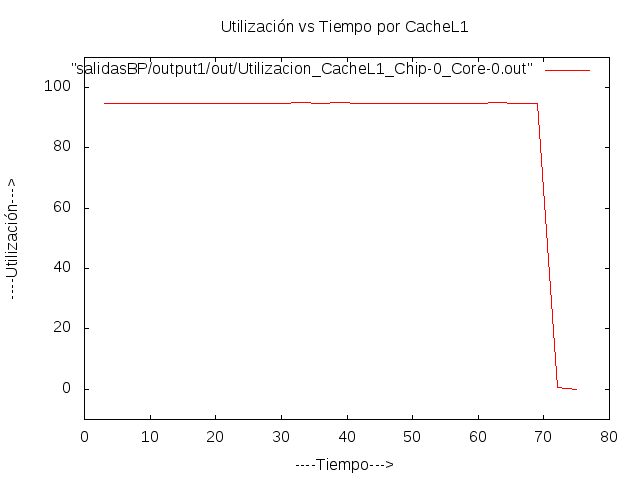 Utilización vs Tiempo por CacheL1
"salidasBP/output1/out/Utilizacion_CacheL1_Chip-0_Core-0.out"
100
80
60
40
20
0
----Utilización--->
0 10 20 30 40 50 60 70 80
----Tiempo--->